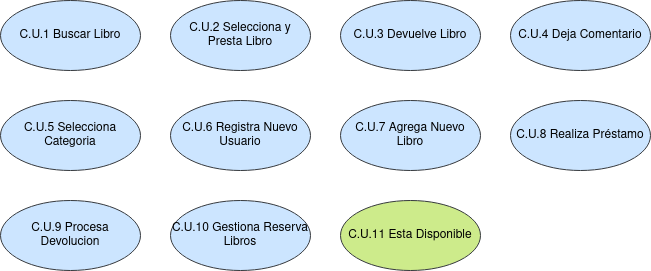 C.U.1 Buscar Libro
C.U.2 Selecciona y
Presta Libro
C.U.3 Devuelve Libro
C.U.4 Deja Comentario
C.U.5 Selecciona
Categoria
C.U.6 Registra Nuevo
Usuario
C.U.7 Agrega Nuevo
Libro
C.U.8 Realiza Préstamo
C.U.9 Procesa
Devolucion
C.U.10 Gestiona Reserva
Libros
C.U.11 Esta Disponible